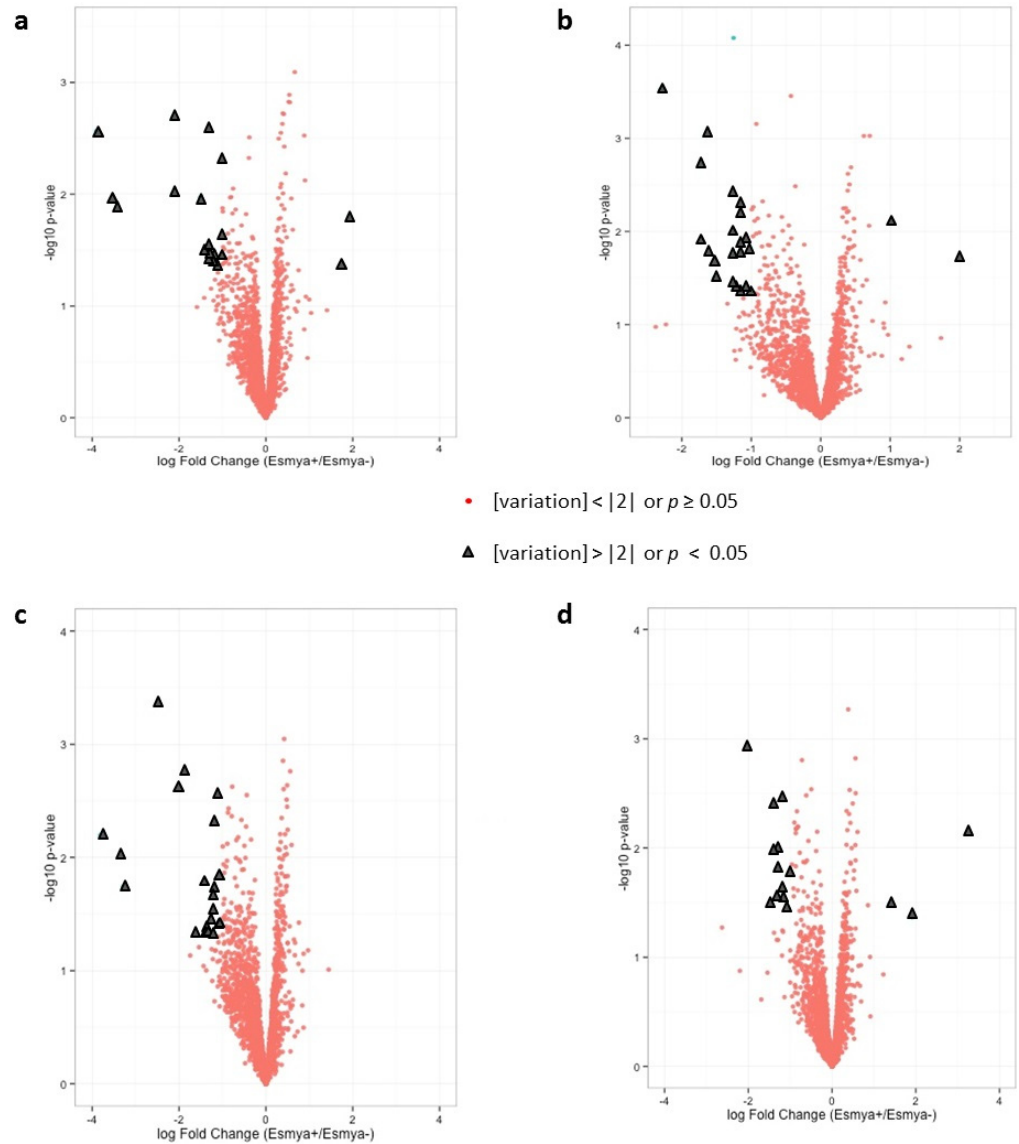 a
b
3
2
1
0
-log10 p-value
-4
-2
0
2
4
log Fold Change (Esmya+/Esmya-)
4
3
2
1
0
-log10 p-value
-2
-1
0
1
2
log Fold Change (Esmya+/Esmya-)
[variation] < |2| or p ≥ 0.05
[variation] > |2| or p < 0.05
c
d
4
3
2
1
0
-log10 p-value
-4
-2
0
2
4
log Fold Change (Esmya+/Esmya-)
4
3
2
1
0
-log10 p-value
-4
-2
0
2
4
log Fold Change (Esmya+/Esmya-)